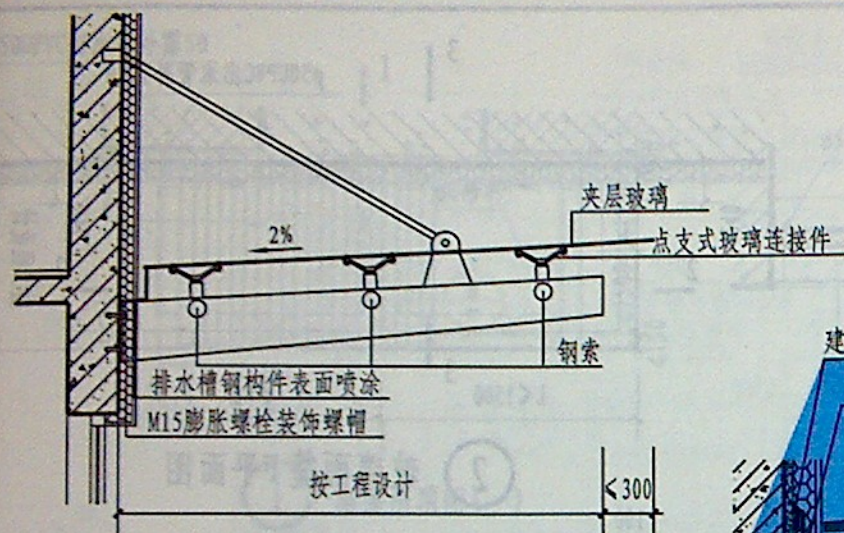 夹层玻璃
2%
点支式玻璃连接件
钢索
建
排水槽钢构件表面喷涂
M15膨胀螺栓装饰螺帽
按工程设计
≤300